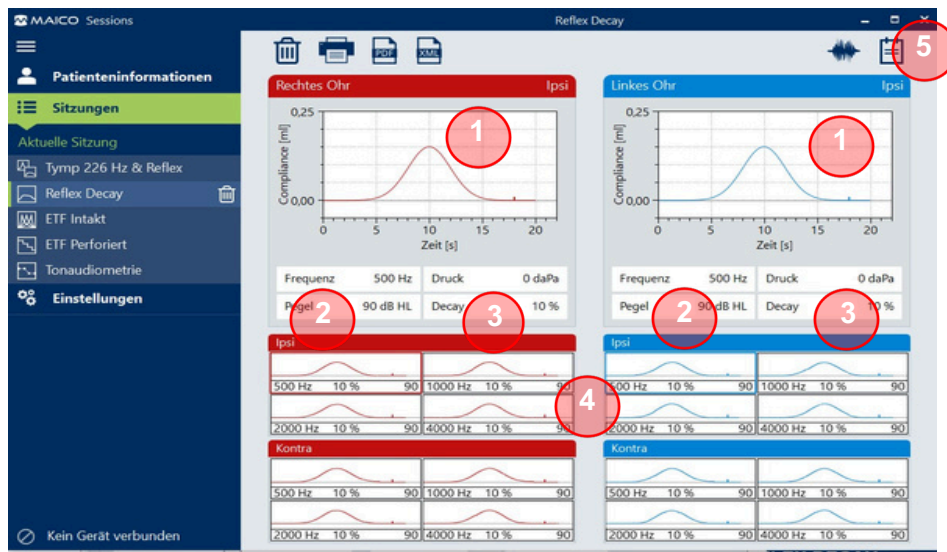 MAICO Sessions
Reflex Decay
5
Patienteninformationen
PDF
XML
Sitzungen
Aktuelle Sitzung
Tymp 226 Hz & Reflex
Reflex Decay
ETF Intakt
ETF Perforiert
Tonaudiometrie
Einstellungen
Kein Gerät verbunden
Rechtes Ohr Ipsi
Compliance [ml]
0,25
0,00
1
0 5 10 15 20
Zeit [s]
Frequenz 500 Hz Druck 0 daPa
Pegel 90 dB HL Decay 10 %
2
3
Ipsi
500 Hz 10 % 90 1000 Hz 10 % 90
2000 Hz 10 % 90 4000 Hz 10 % 90
Kontra
500 Hz 10 % 90 1000 Hz 10 % 90
2000 Hz 10 % 90 4000 Hz 10 % 90
4
Linkes Ohr Ipsi
Compliance [ml]
0,25
0,00
1
0 5 10 15 20
Zeit [s]
Frequenz 500 Hz Druck 0 daPa
Pegel 90 dB HL Decay 10 %
2
3
Ipsi
500 Hz 10 % 90 1000 Hz 10 % 90
2000 Hz 10 % 90 4000 Hz 10 % 90
Kontra
500 Hz 10 % 90 1000 Hz 10 % 90
2000 Hz 10 % 90 4000 Hz 10 % 90